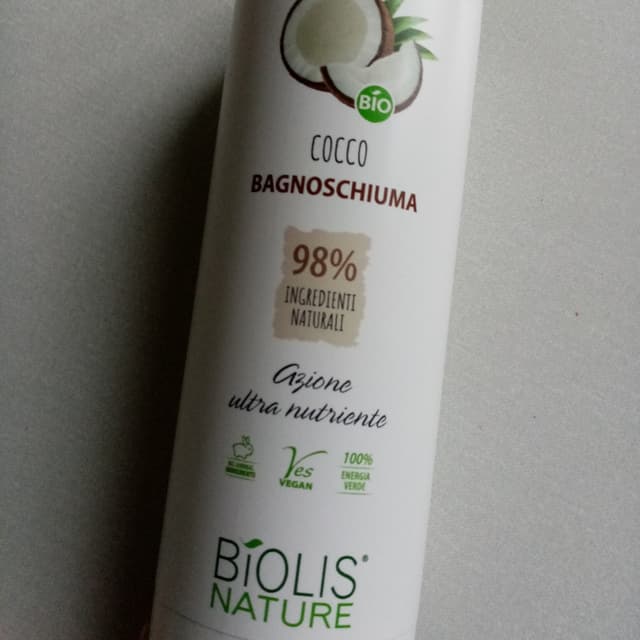 BIO
COCCO
BAGNOSCHIUMA
98%
INGREDIENTI
NATURALI
Azione
ultra nutriente
Yes
VEGAN
100%
ENERGIA
VERDE
BIOLIS®
NATURE